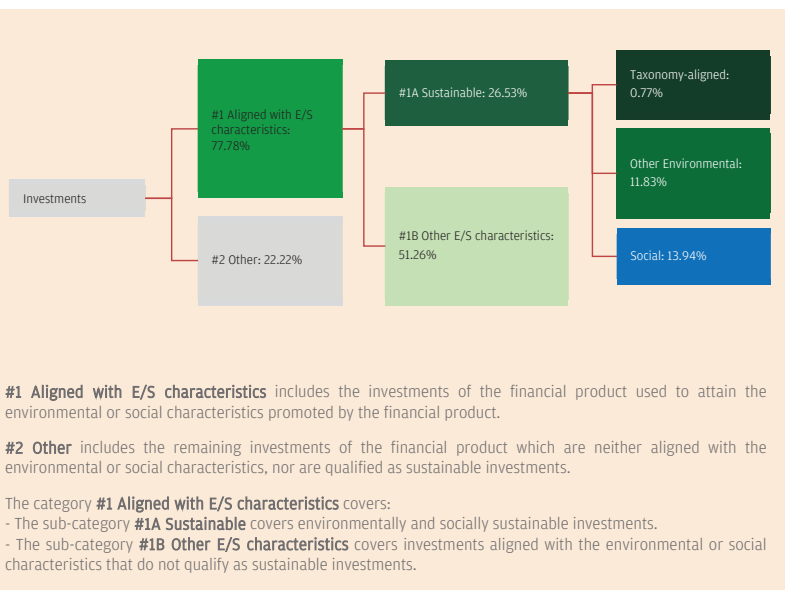 Investments
#1 Aligned with E/S
characteristics:
77.78%
#2 Other: 22.22%
#1A Sustainable: 26.53%
#1B Other E/S characteristics:
51.26%
Taxonomy-aligned:
0.77%
Other Environmental:
11.83%
Social: 13.94%
#1 Aligned with E/S characteristics includes the investments of the financial product used to attain the
environmental or social characteristics promoted by the financial product.
#2 Other includes the remaining investments of the financial product which are neither aligned with the
environmental or social characteristics, nor are qualified as sustainable investments.
The category #1 Aligned with E/S characteristics covers:
- The sub-category #1A Sustainable covers environmentally and socially sustainable investments.
- The sub-category #1B Other E/S characteristics covers investments aligned with the environmental or social
characteristics that do not qualify as sustainable investments.